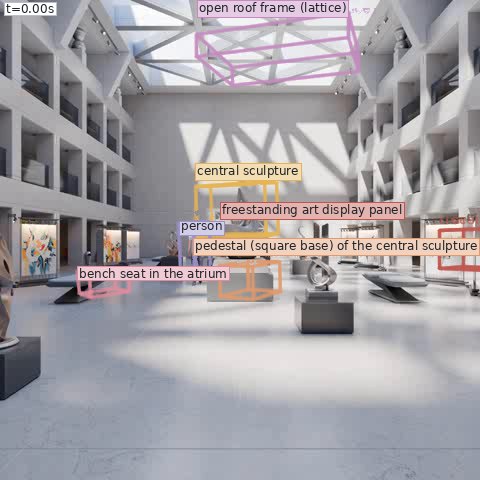 t=0.00s
open roof frame (lattice)
central sculpture
freestanding art display panel
person
pedestal (square base) of the central sculpture
bench seat in the atrium